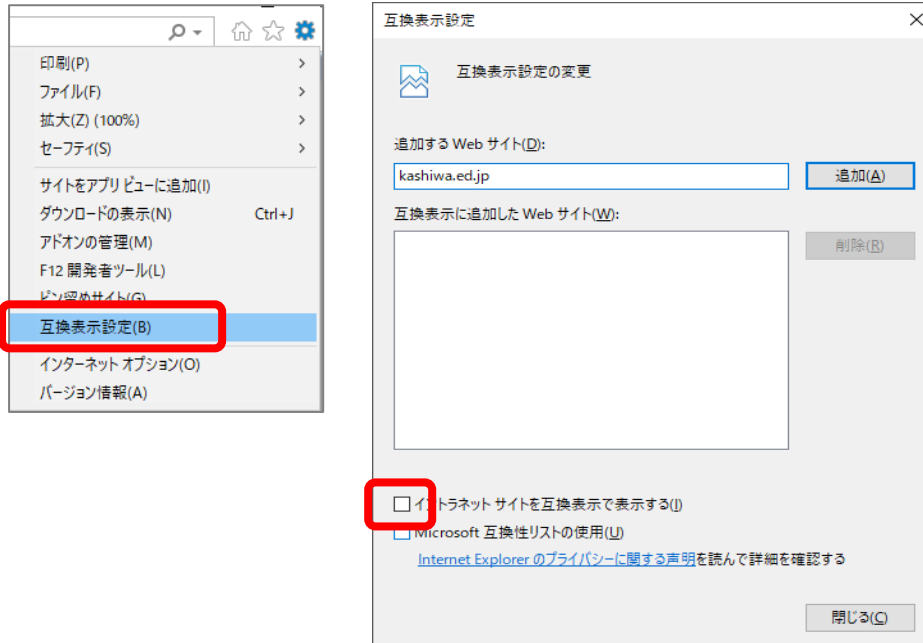 印刷(P)
ファイル(F)
拡大(Z) (100%)
セーフティ(S)
サイトをアプリ ビューに追加(I)
ダウンロードの表示(N) Ctrl+J
アドオンの管理(M)
F12 開発者ツール(L)
ピン留めサイト(G)
互換表示設定(B)
インターネット オプション(O)
バージョン情報(A)
互換表示設定
互換表示設定の変更
追加する Web サイト(D):
kashiwa.ed.jp
追加(A)
互換表示に追加した Web サイト(W):
削除(R)
イントラネット サイトを互換表示で表示する(I)
Microsoft 互換性リストの使用(U)
Internet Explorer のプライバシーに関する声明を読んで詳細を確認する
閉じる(C)